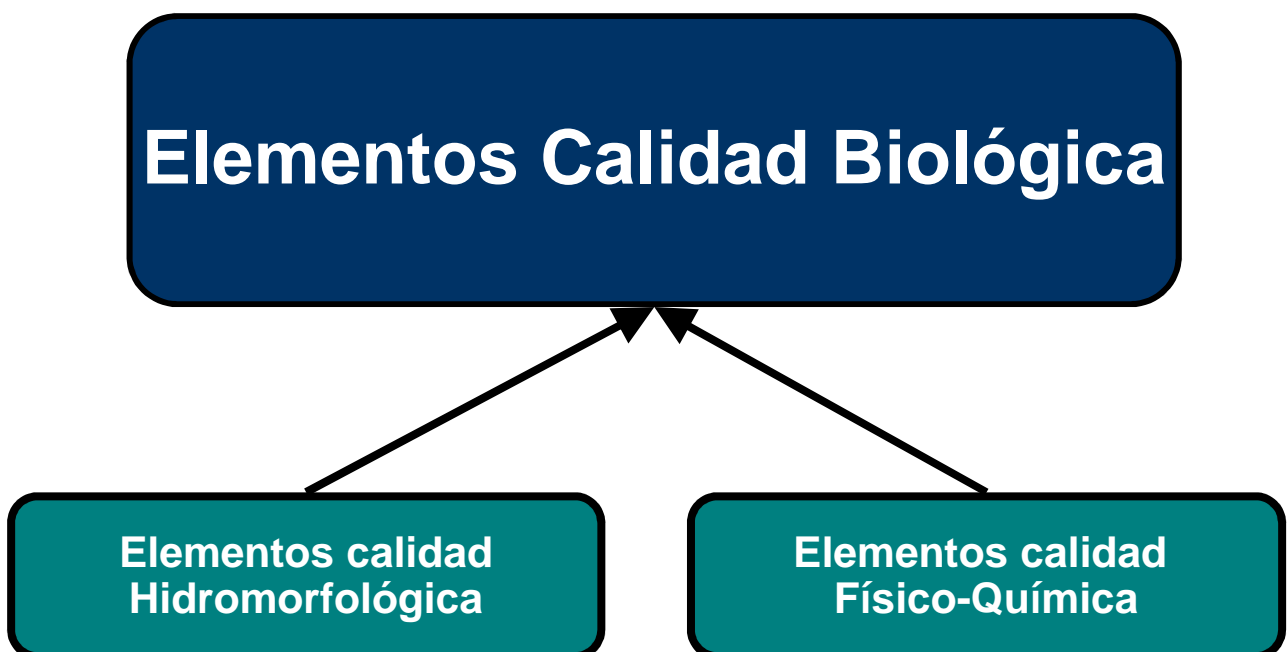 Elementos Calidad Biológica
Elementos calidad
Hidromorfológica
Elementos calidad
Físico-Química